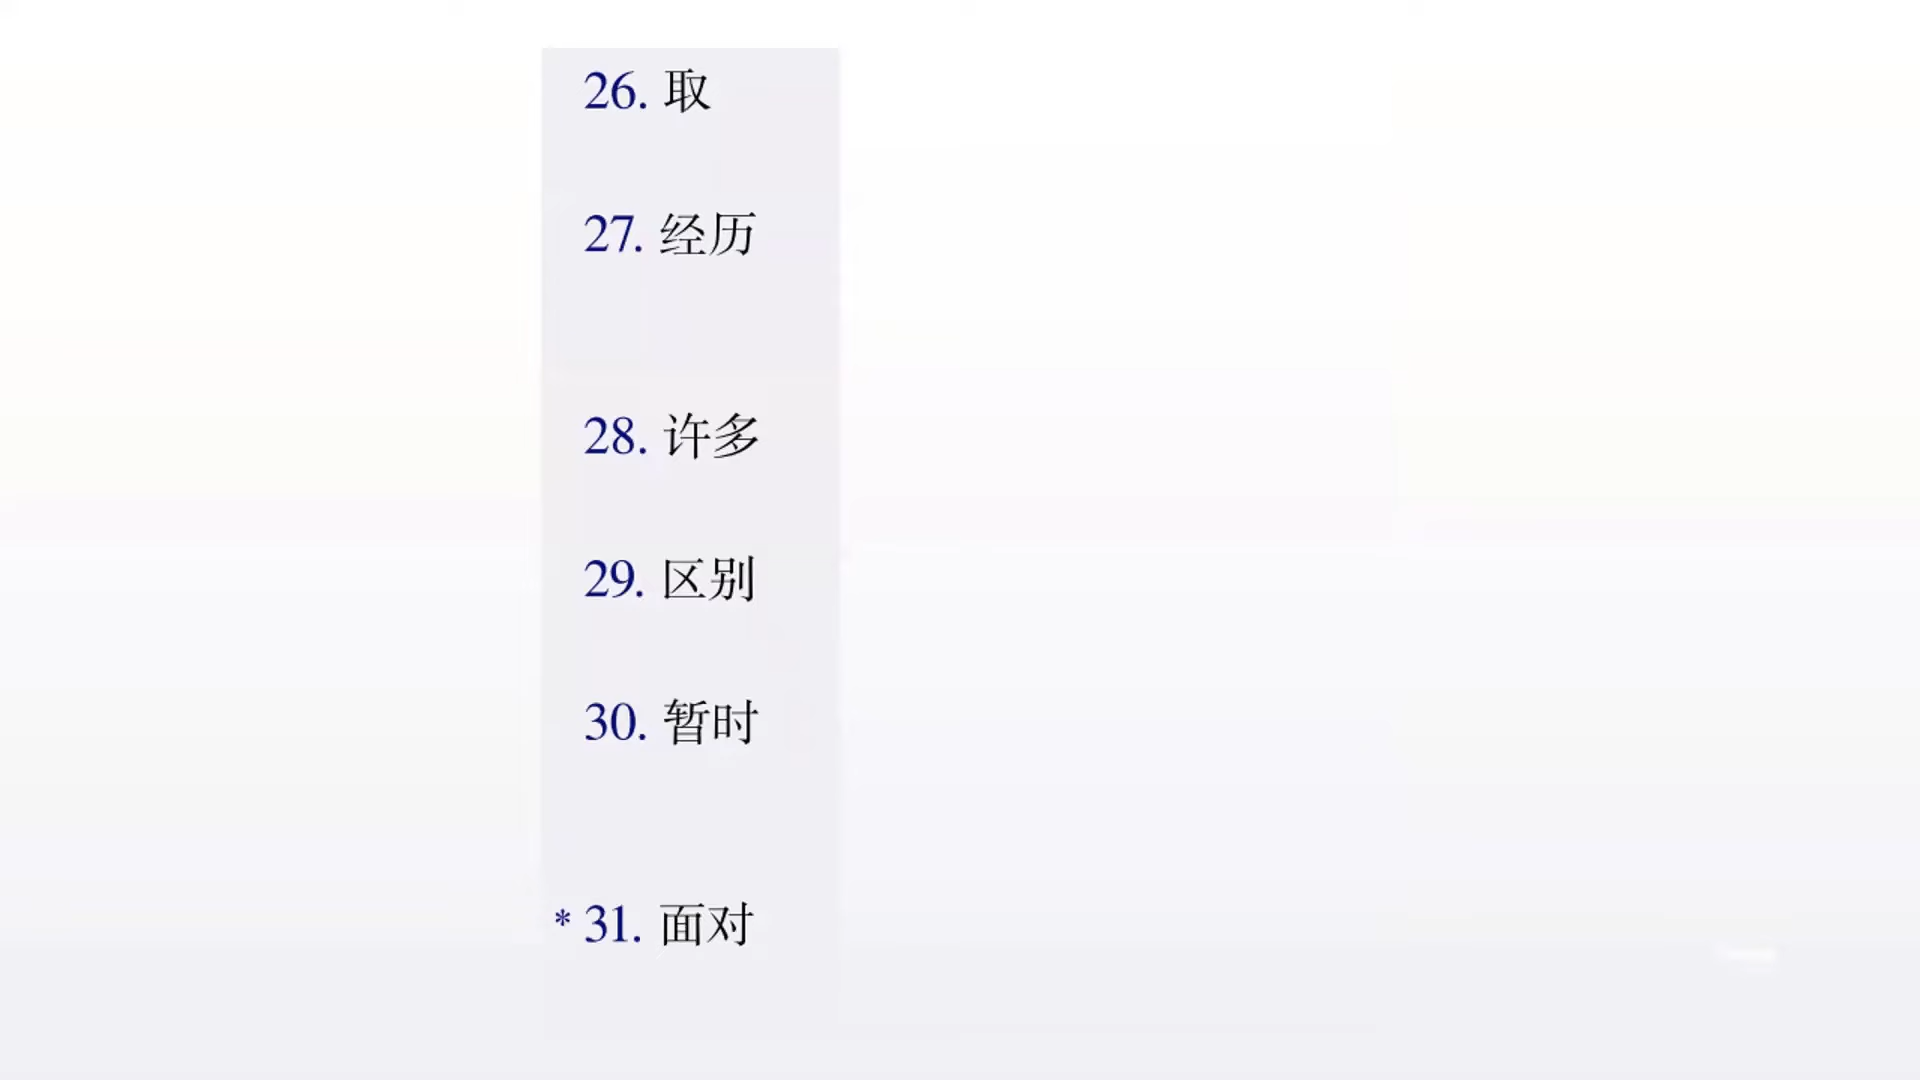 26. 取
27. 经历
28. 许多
29. 区别
30. 暂时
* 31. 面对